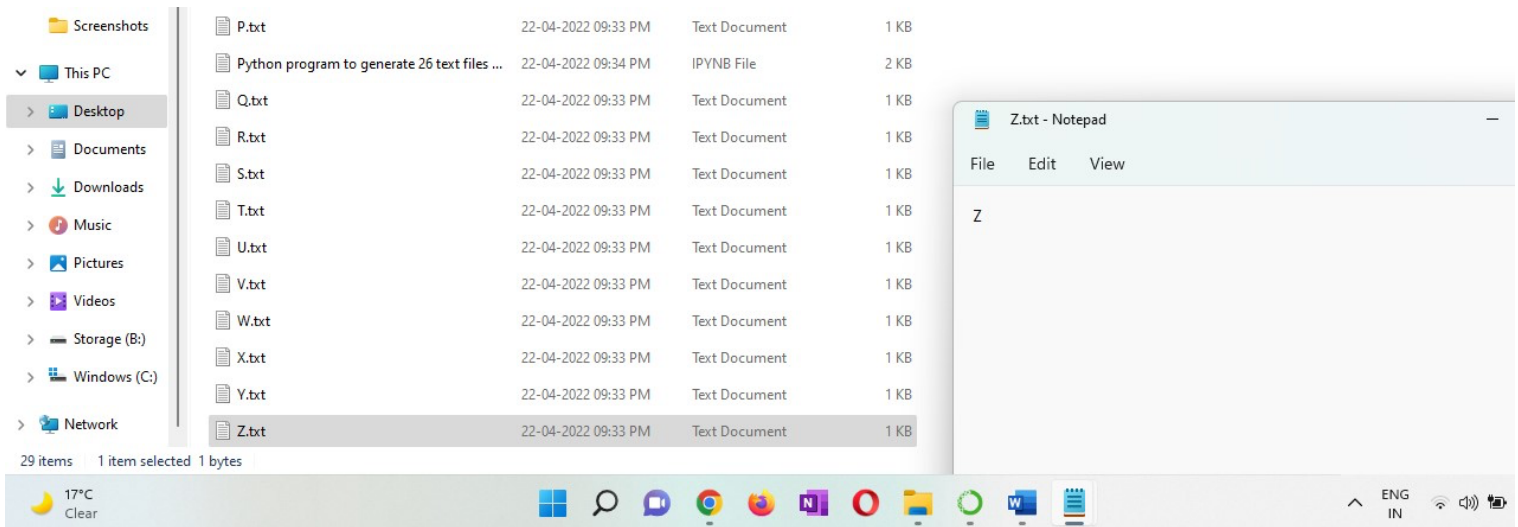 Screenshots
P.txt 22-04-2022 09:33 PM Text Document 1 KB
This PC
Python program to generate 26 text files ... 22-04-2022 09:34 PM IPYNB File 2 KB
Desktop
Q.txt 22-04-2022 09:33 PM Text Document 1 KB
Documents
R.txt 22-04-2022 09:33 PM Text Document 1 KB
Downloads
S.txt 22-04-2022 09:33 PM Text Document 1 KB
Music
T.txt 22-04-2022 09:33 PM Text Document 1 KB
Pictures
U.txt 22-04-2022 09:33 PM Text Document 1 KB
Videos
V.txt 22-04-2022 09:33 PM Text Document 1 KB
Storage (B:)
W.txt 22-04-2022 09:33 PM Text Document 1 KB
Windows (C:)
X.txt 22-04-2022 09:33 PM Text Document 1 KB
Y.txt 22-04-2022 09:33 PM Text Document 1 KB
Network
Z.txt 22-04-2022 09:33 PM Text Document 1 KB
29 items 1 item selected 1 bytes
Z.txt - Notepad
File Edit View
Z
17°C
Clear
N
W
ENG
IN